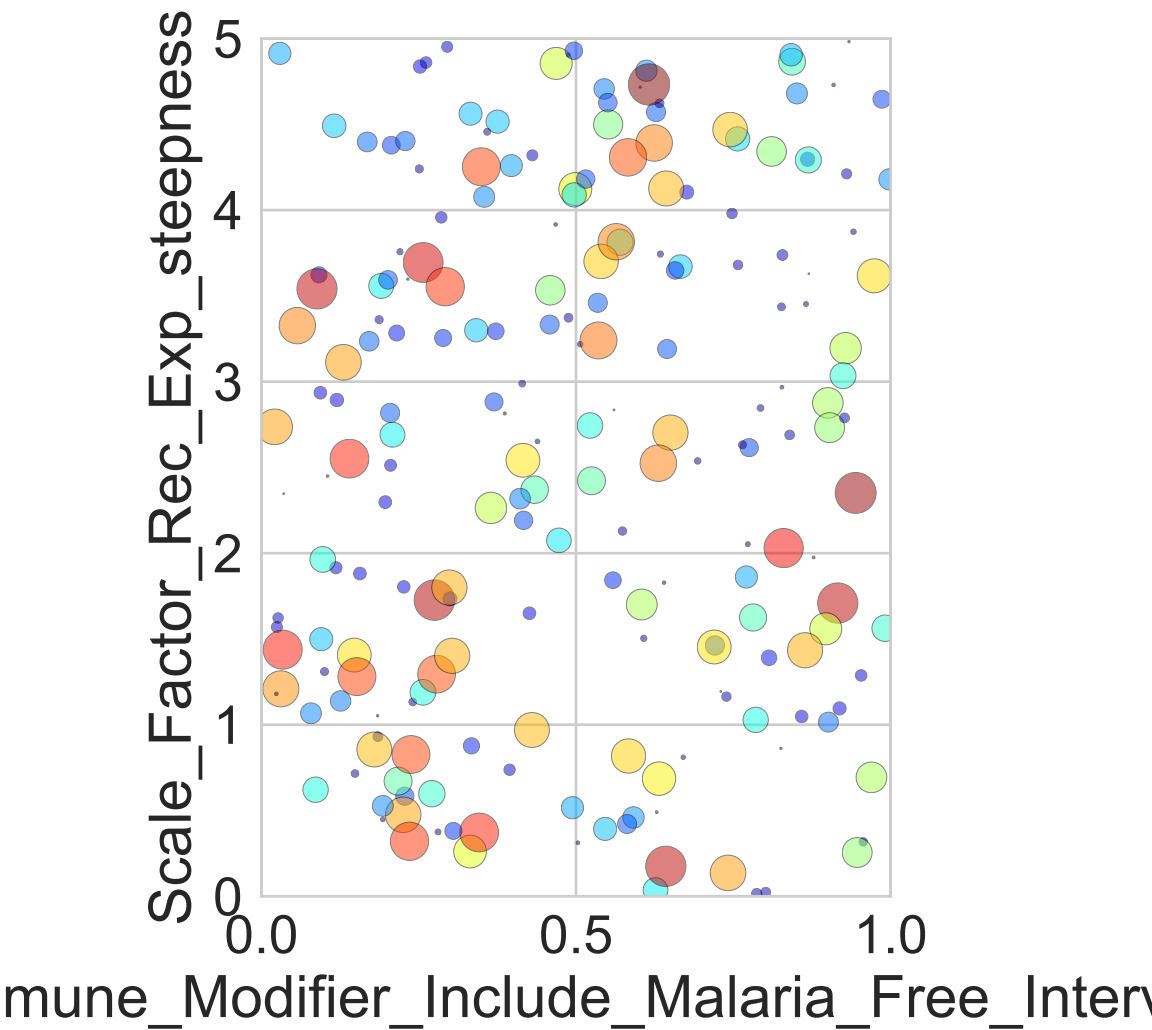 Scale_Factor_Rec_Exp_steepness
5
4
3
2
1
0
0.0 0.5 1.0
mune_Modifier_Include_Malaria_Free_Interv